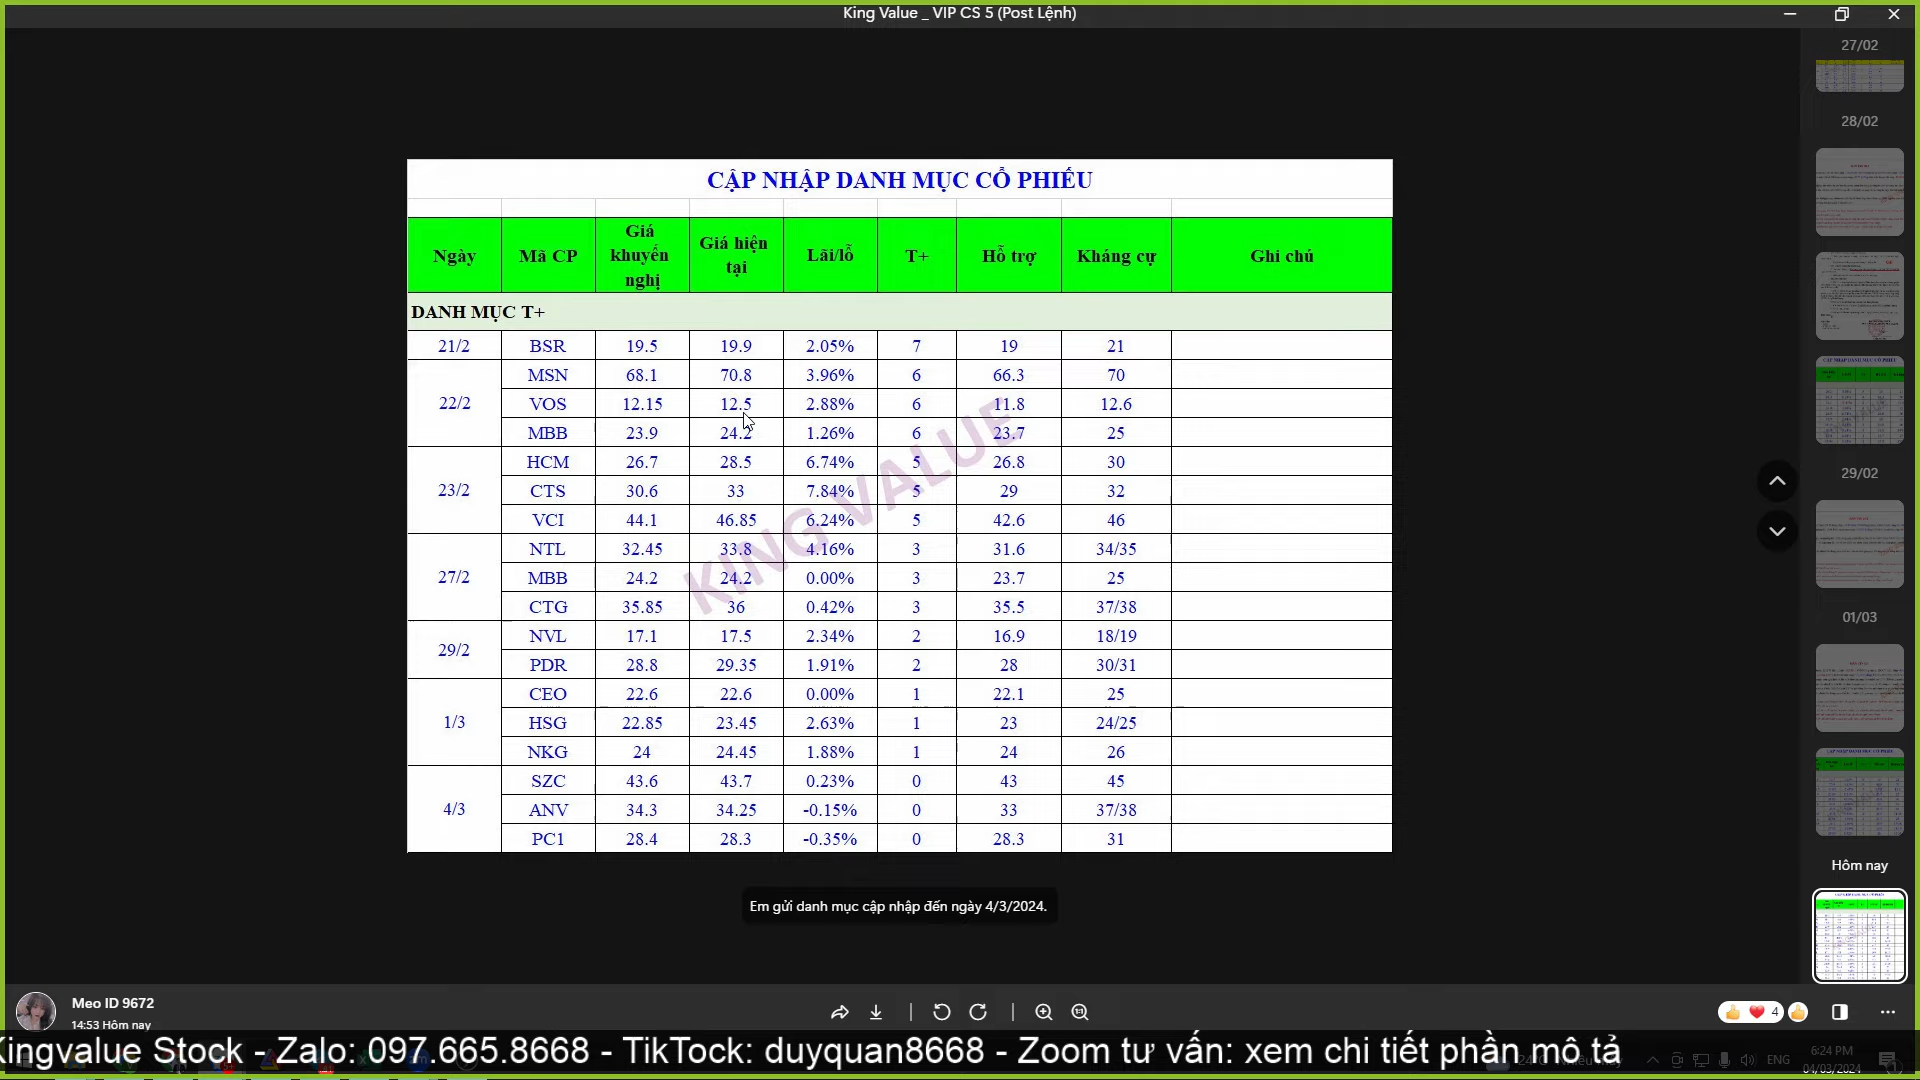 King Value _ VIP CS 5 (Post Lệnh)
27/02
28/02
29/02
01/03
Hôm nay
CẬP NHẬP DANH MỤC CỔ PHIẾU
Ngày Mã CP Giá khuyến nghị Giá hiện tại Lãi/lỗ T+ Hỗ trợ Kháng cự Ghi chú
DANH MỤC T+
21/2 BSR 19.5 19.9 2.05% 7 19 21
22/2 MSN 68.1 70.8 3.96% 6 66.3 70
VOS 12.15 12.5 2.88% 6 11.8 12.6
MBB 23.9 24.2 1.26% 6 23.7 25
23/2 HCM 26.7 28.5 6.74% 5 26.8 30
CTS 30.6 33 7.84% 5 29 32
VCI 44.1 46.85 6.24% 5 42.6 46
27/2 NTL 32.45 33.8 4.16% 3 31.6 34/35
MBB 24.2 24.2 0.00% 3 23.7 25
CTG 35.85 36 0.42% 3 35.5 37/38
29/2 NVL 17.1 17.5 2.34% 2 16.9 18/19
PDR 28.8 29.35 1.91% 2 28 30/31
1/3 CEO 22.6 22.6 0.00% 1 22.1 25
HSG 22.85 23.45 2.63% 1 23 24/25
NKG 24 24.45 1.88% 1 24 26
4/3 SZC 43.6 43.7 0.23% 0 43 45
ANV 34.3 34.25 -0.15% 0 33 37/38
PC1 28.4 28.3 -0.35% 0 28.3 31
KING VALUE
Em gửi danh mục cập nhập đến ngày 4/3/2024.
Meo ID 9672
14:53 Hôm nay
4
Kingvalue Stock - Zalo: 097.665.8668 - TikTock: duyquan8668 - Zoom tư vấn: xem chi tiết phần mô tả
ENG
6:24 PM
04/03/2024